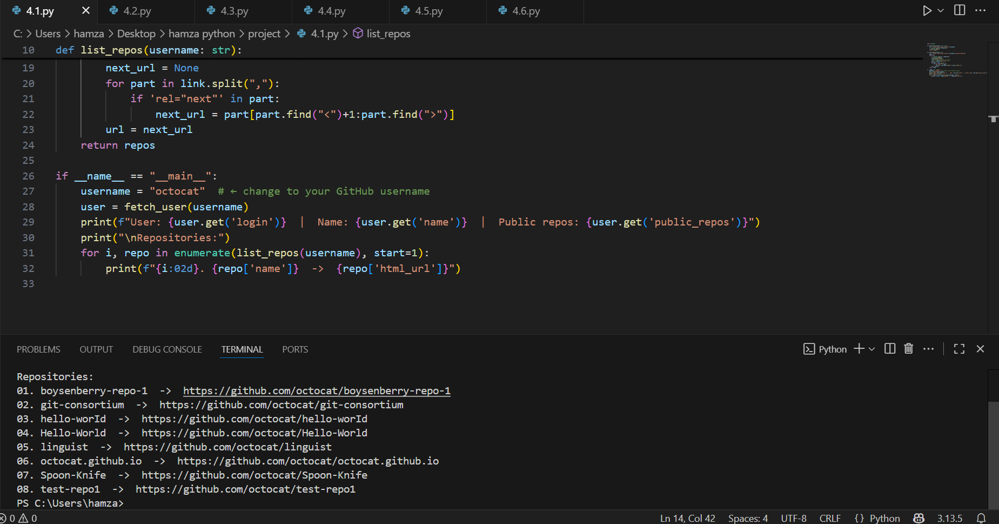 4.1.py 4.2.py 4.3.py 4.4.py 4.5.py 4.6.py
C: > Users > hamza > Desktop > hamza python > project > 4.1.py > list_repos
10 def list_repos(username: str):
19 next_url = None
20 for part in link.split(","):
21 if 'rel="next"' in part:
22 next_url = part[part.find("<")+1:part.find(">")]
23 url = next_url
24 return repos
25
26 if __name__ == "__main__":
27 username = "octocat"  # ← change to your GitHub username
28 user = fetch_user(username)
29 print(f"User: {user.get('login')}  |  Name: {user.get('name')}  |  Public repos: {user.get('public_repos')}")
30 print("\nRepositories:")
31 for i, repo in enumerate(list_repos(username), start=1):
32 print(f"{i:02d}. {repo['name']}  ->  {repo['html_url']}")
33
PROBLEMS OUTPUT DEBUG CONSOLE TERMINAL PORTS Python
Repositories:
01. boysenberry-repo-1  ->  https://github.com/octocat/boysenberry-repo-1
02. git-consortium  ->  https://github.com/octocat/git-consortium
03. hello-worId  ->  https://github.com/octocat/hello-worId
04. Hello-World  ->  https://github.com/octocat/Hello-World
05. linguist  ->  https://github.com/octocat/linguist
06. octocat.github.io  ->  https://github.com/octocat/octocat.github.io
07. Spoon-Knife  ->  https://github.com/octocat/Spoon-Knife
08. test-repo1  ->  https://github.com/octocat/test-repo1
PS C:\Users\hamza>
0 0 Ln 14, Col 42 Spaces: 4 UTF-8 CRLF {} Python 3.13.5